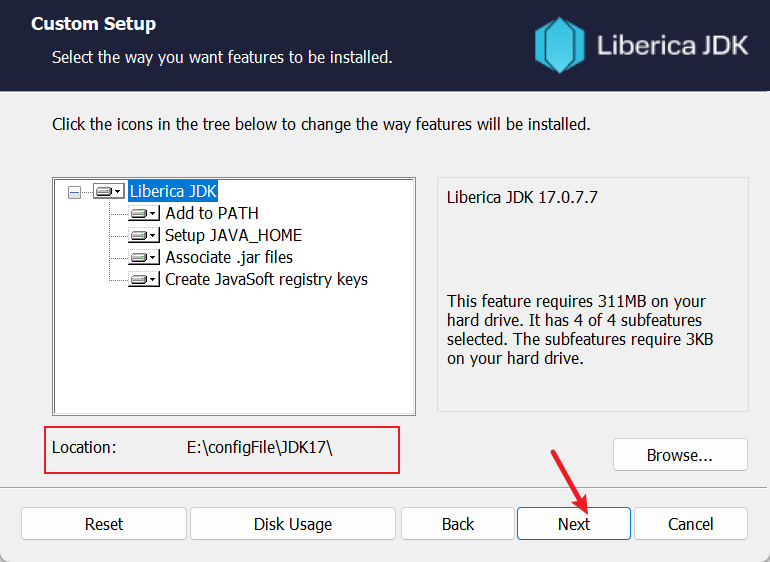 Custom Setup
Select the way you want features to be installed.
Liberica JDK
Click the icons in the tree below to change the way features will be installed.
Liberica JDK
Add to PATH
Setup JAVA_HOME
Associate .jar files
Create JavaSoft registry keys
Liberica JDK 17.0.7.7
This feature requires 311MB on your
hard drive. It has 4 of 4 subfeatures
selected. The subfeatures require 3KB
on your hard drive.
Location: E:\configFile\JDK17\
Browse...
Reset Disk Usage Back Next Cancel